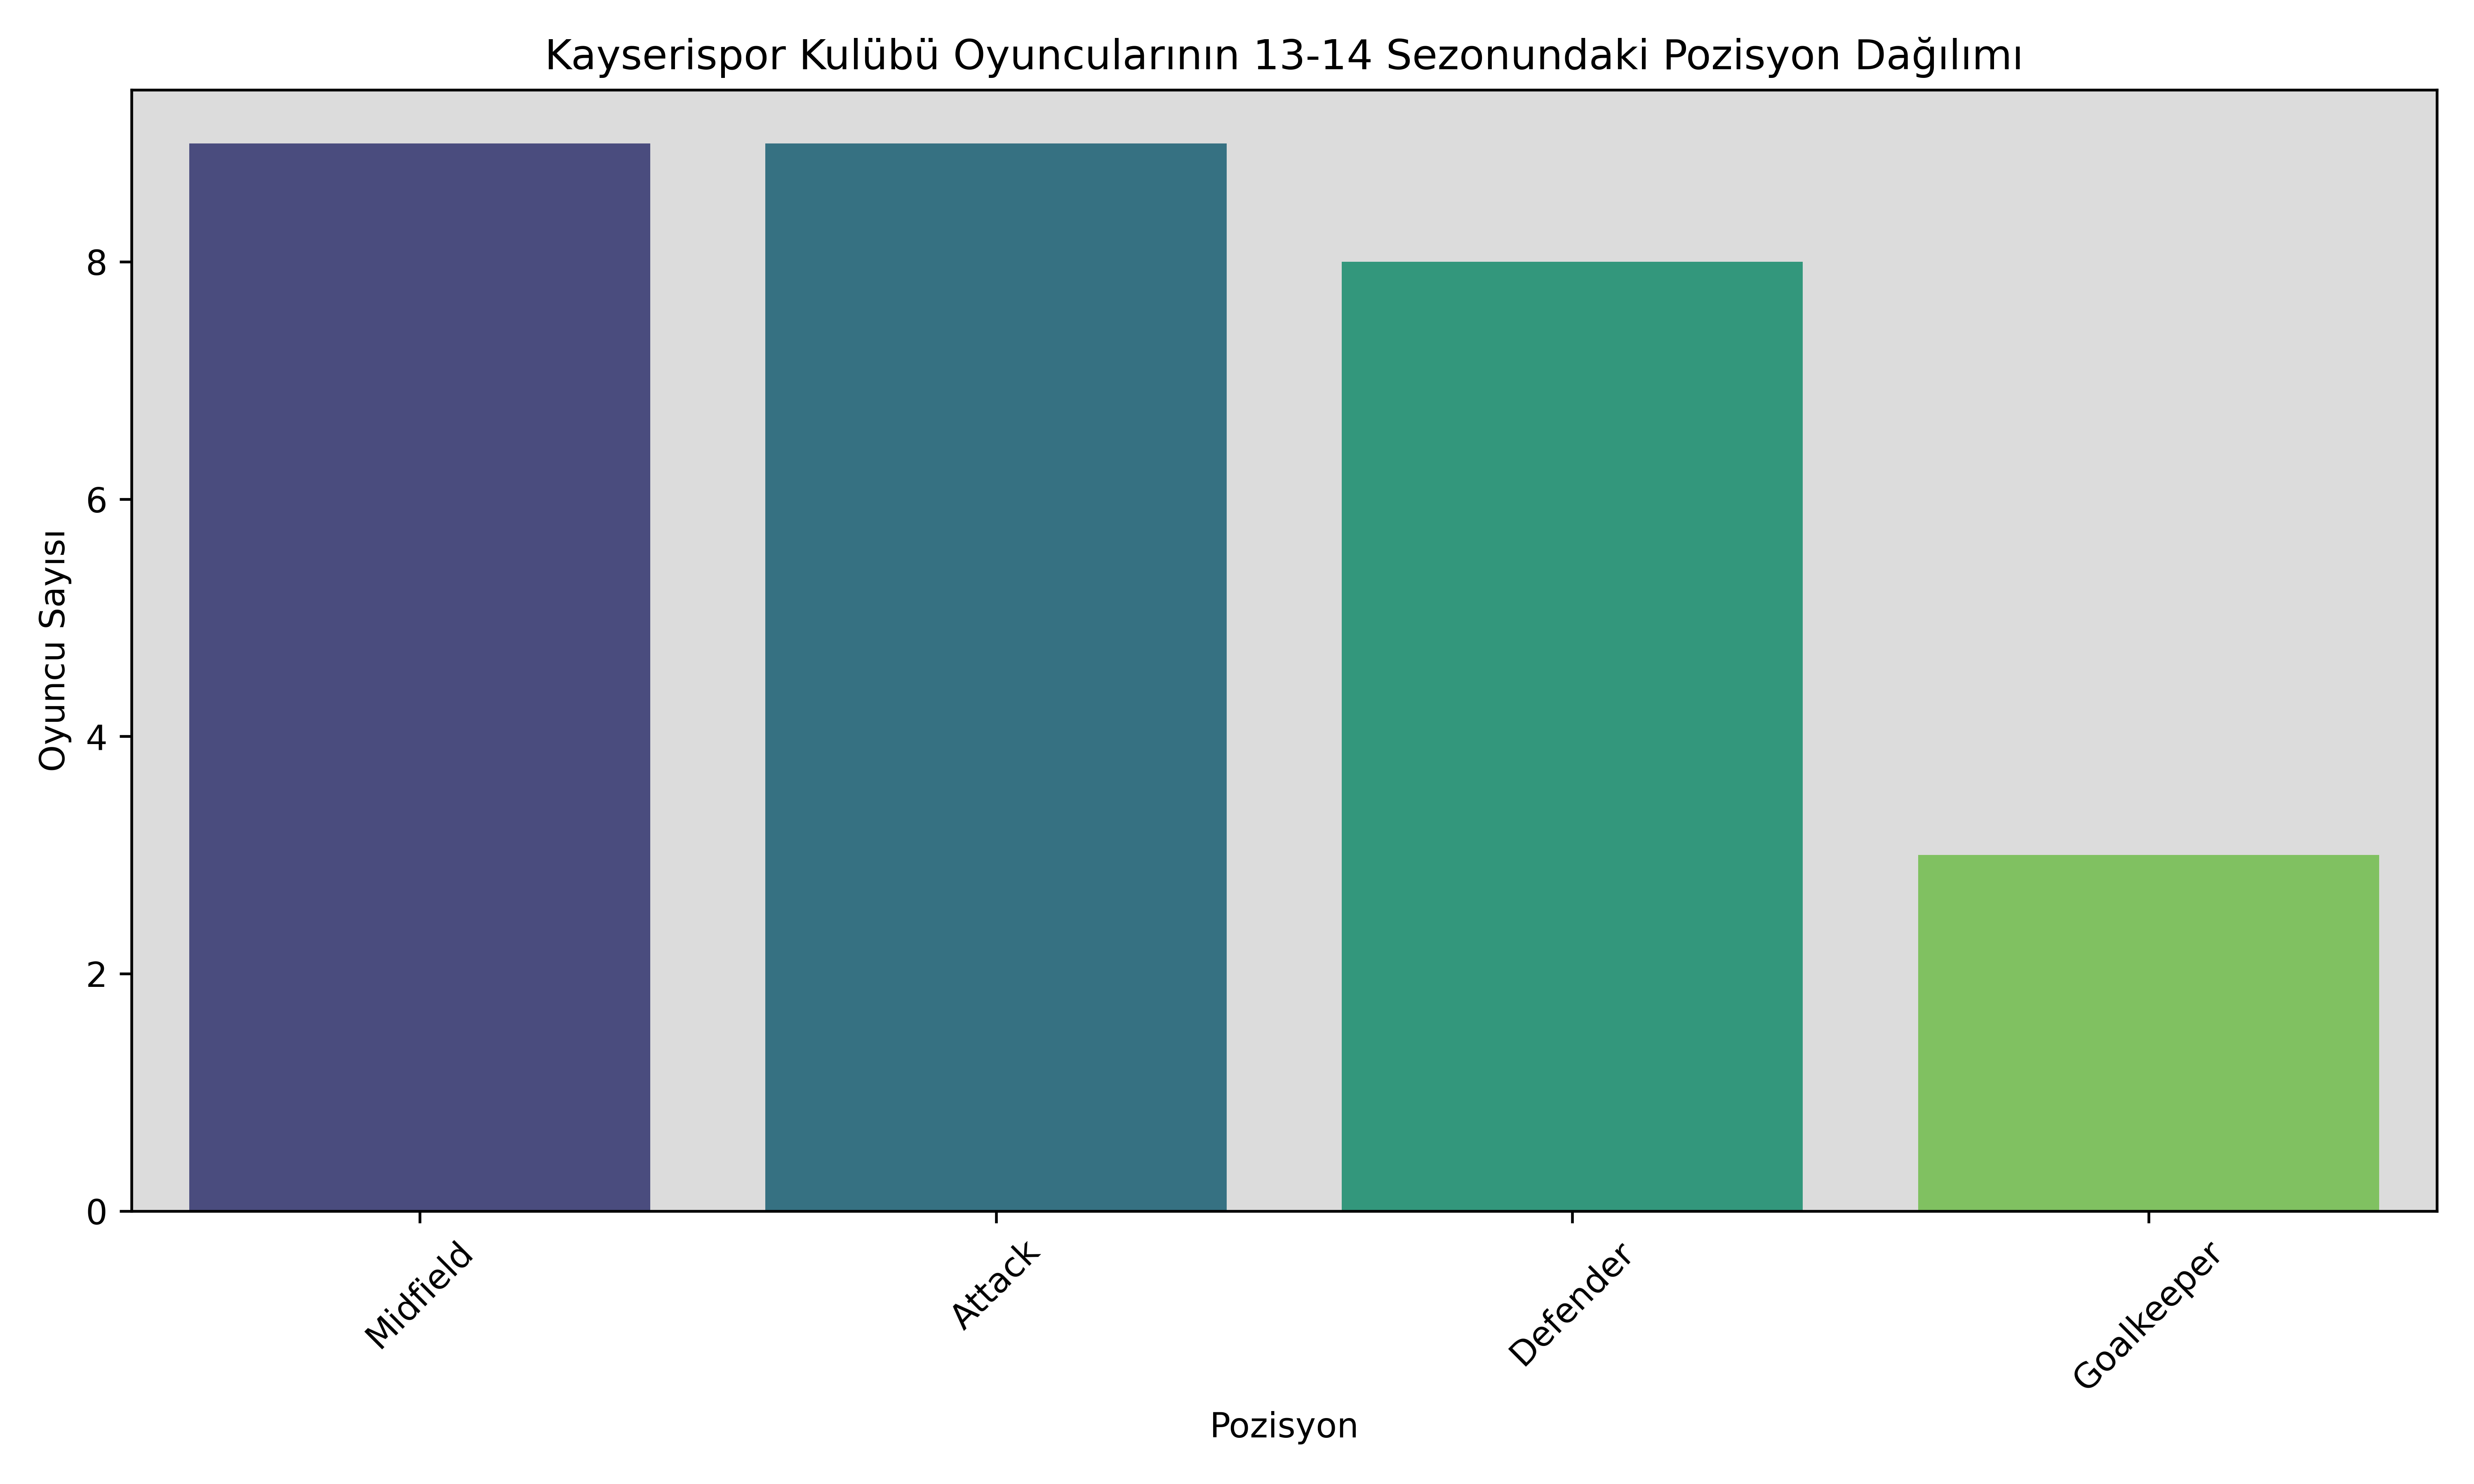 Kayserispor Kulübü Oyuncularının 13-14 Sezonundaki Pozisyon Dağılımı
Oyuncu Sayısı
8
6
4
2
0
Midfield
Attack
Defender
Goalkeeper
Pozisyon